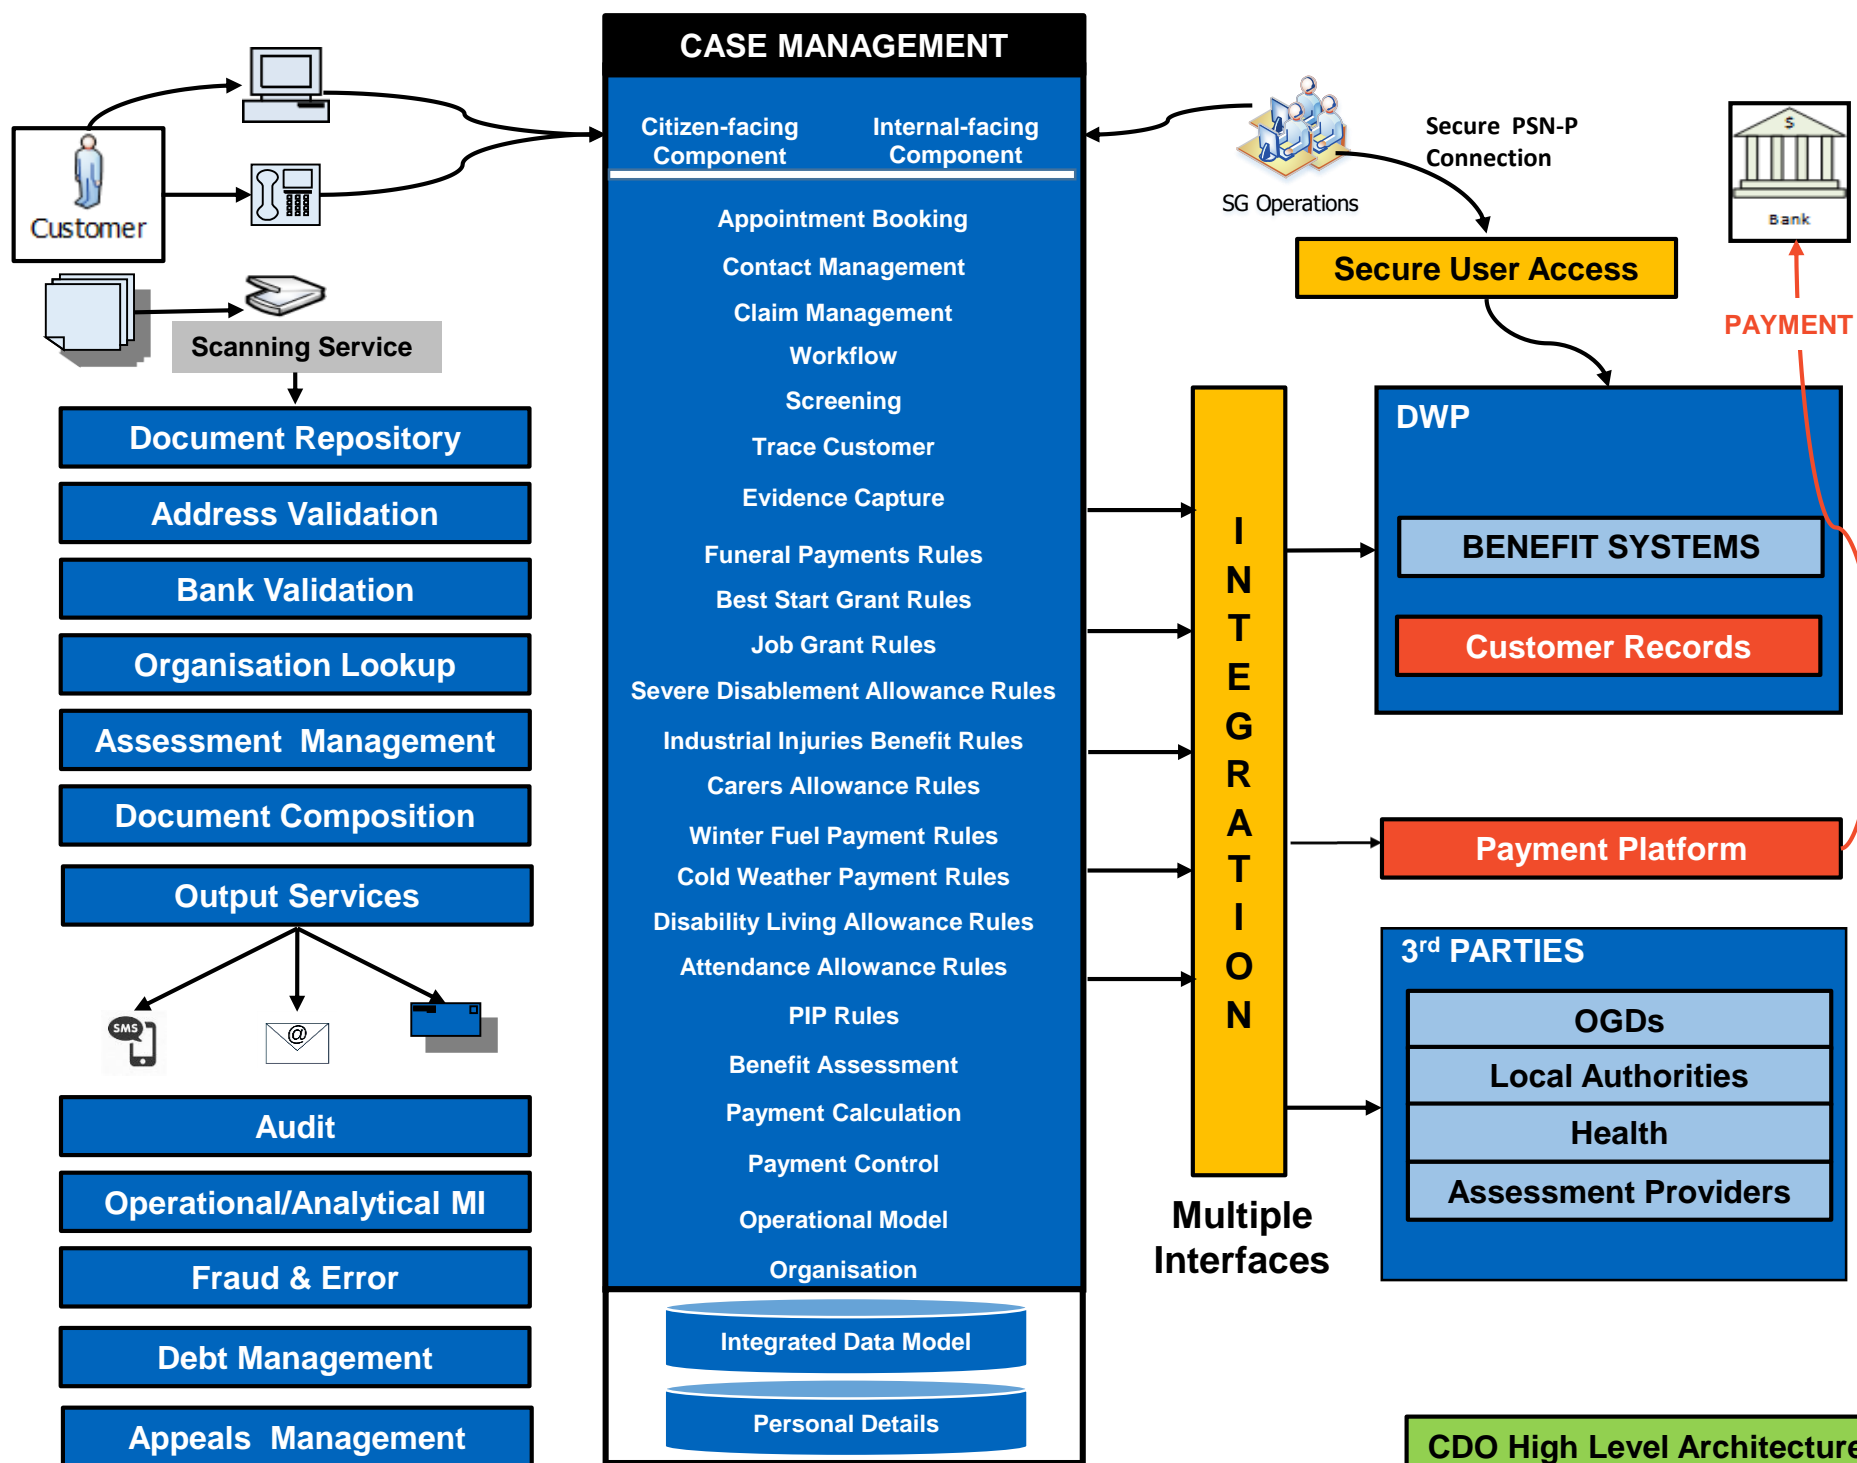 CASE MANAGEMENT
Citizen-facing
Component
Internal-facing
Component
Appointment Booking
Contact Management
Claim Management
Workflow
Screening
Trace Customer
Evidence Capture
Funeral Payments Rules
Best Start Grant Rules
Job Grant Rules
Severe Disablement Allowance Rules
Industrial Injuries Benefit Rules
Carers Allowance Rules
Winter Fuel Payment Rules
Cold Weather Payment Rules
Disability Living Allowance Rules
Attendance Allowance Rules
PIP Rules
Benefit Assessment
Payment Calculation
Payment Control
Operational Model
Organisation
Integrated Data Model
Personal Details
Customer
Scanning Service
Document Repository
Address Validation
Bank Validation
Organisation Lookup
Assessment Management
Document Composition
Output Services
SMS
@
Audit
Operational/Analytical MI
Fraud & Error
Debt Management
Appeals Management
SG Operations
Secure PSN-P
Connection
Secure User Access
$
Bank
PAYMENT
INTEGRATION
Multiple
Interfaces
DWP
BENEFIT SYSTEMS
Customer Records
Payment Platform
3rd PARTIES
OGDs
Local Authorities
Health
Assessment Providers
CDO High Level Architecture